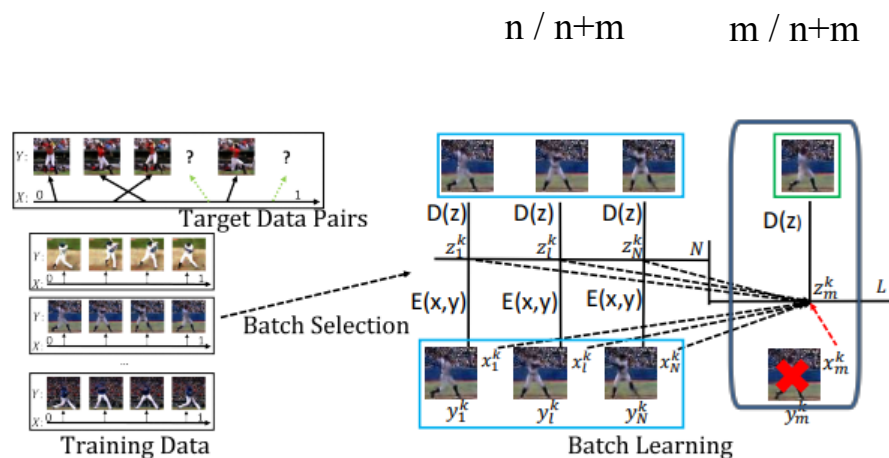 n / n+m
m / n+m
Y: ? ?
X: 0 1
Target Data Pairs
Y:
X: 0 1
Y:
X: 0 1
...
Y:
X: 0 1
Training Data
Batch Selection
D(z) D(z) D(z) D(z)
z_1^k z_l^k z_N^k N z_m^k L
E(x,y) E(x,y) E(x,y)
x_1^k x_l^k x_N^k x_m^k
y_1^k y_l^k y_N^k y_m^k
Batch Learning